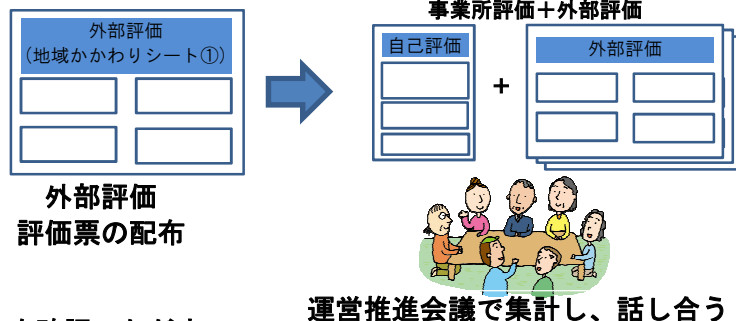 外部評価
(地域かかわりシート①)
外部評価
評価票の配布
事業所評価＋外部評価
自己評価
+
外部評価
運営推進会議で集計し、話し合う